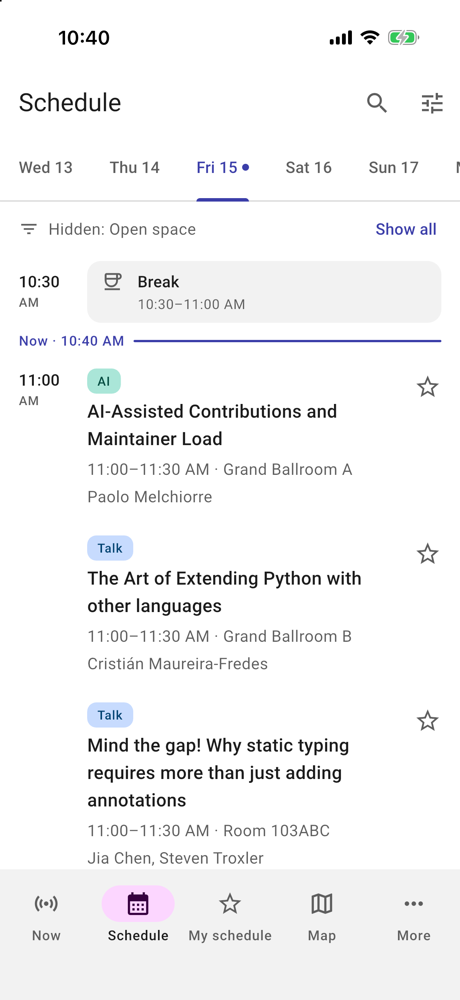 10:40
Schedule
Wed 13
Thu 14
Fri 15
Sat 16
Sun 17
Hidden: Open space
Show all
10:30
AM
Break
10:30–11:00 AM
Now · 10:40 AM
11:00
AM
AI
AI-Assisted Contributions and
Maintainer Load
11:00–11:30 AM · Grand Ballroom A
Paolo Melchiorre
Talk
The Art of Extending Python with
other languages
11:00–11:30 AM · Grand Ballroom B
Cristián Maureira-Fredes
Talk
Mind the gap! Why static typing
requires more than just adding
annotations
11:00–11:30 AM · Room 103ABC
Jia Chen, Steven Troxler
Now
Schedule
My schedule
Map
More